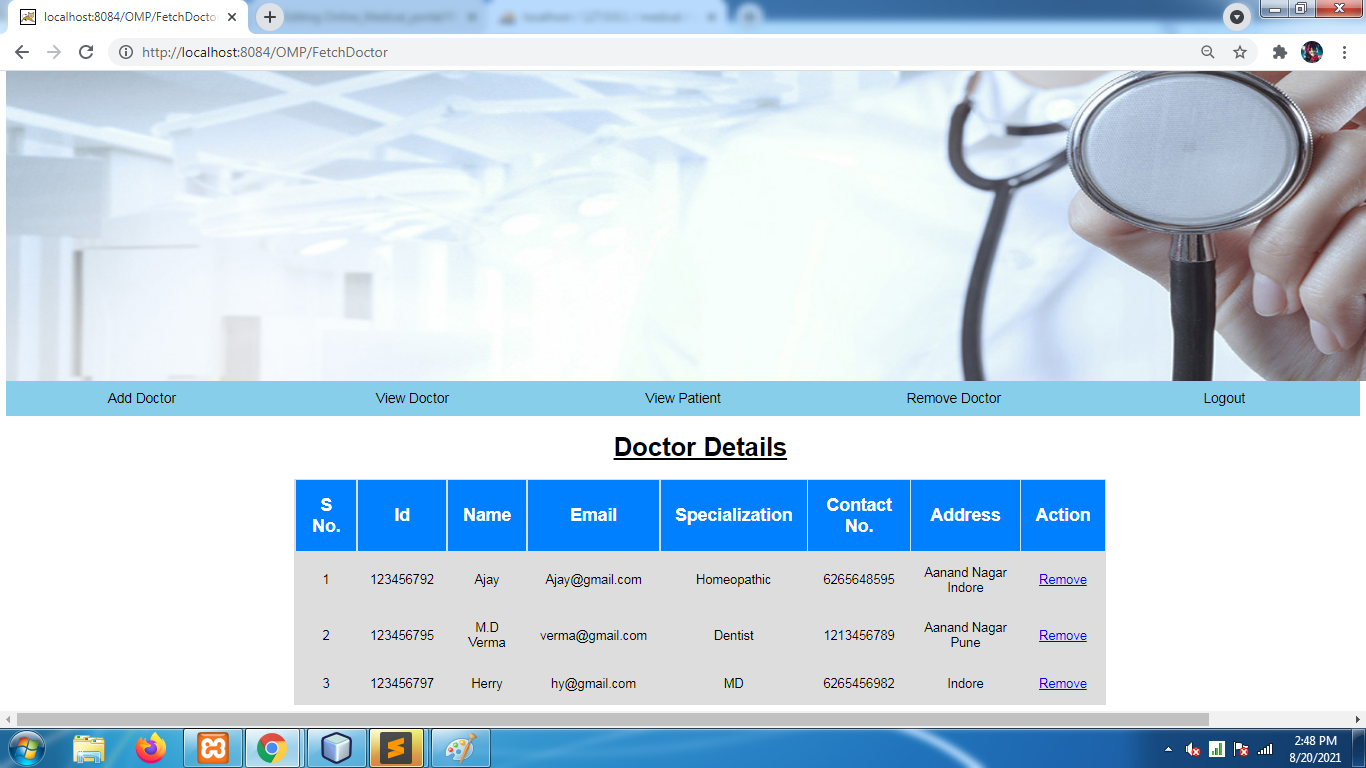 localhost:8084/OMP/FetchDocto
http://localhost:8084/OMP/FetchDoctor
Add Doctor View Doctor View Patient Remove Doctor Logout
Doctor Details
S No. Id Name Email Specialization Contact No. Address Action
1 123456792 Ajay Ajay@gmail.com Homeopathic 6265648595 Aanand Nagar Indore Remove
2 123456795 M.D Verma verma@gmail.com Dentist 1213456789 Aanand Nagar Pune Remove
3 123456797 Herry hy@gmail.com MD 6265456982 Indore Remove
2:48 PM
8/20/2021